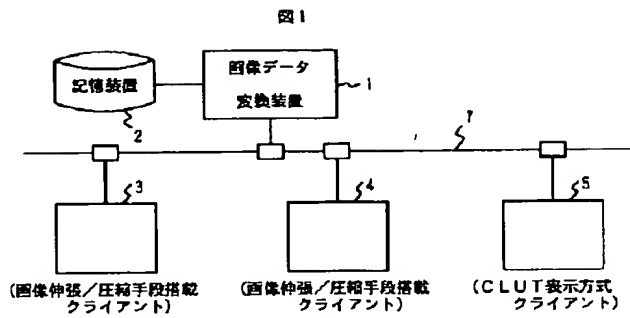 図1
記憶装置
2
画像データ
変換装置
1
7
3
4
5
(画像伸張/圧縮手段搭載
クライアント)
(画像伸張/圧縮手段搭載
クライアント)
(CLUT表示方式
クライアント)